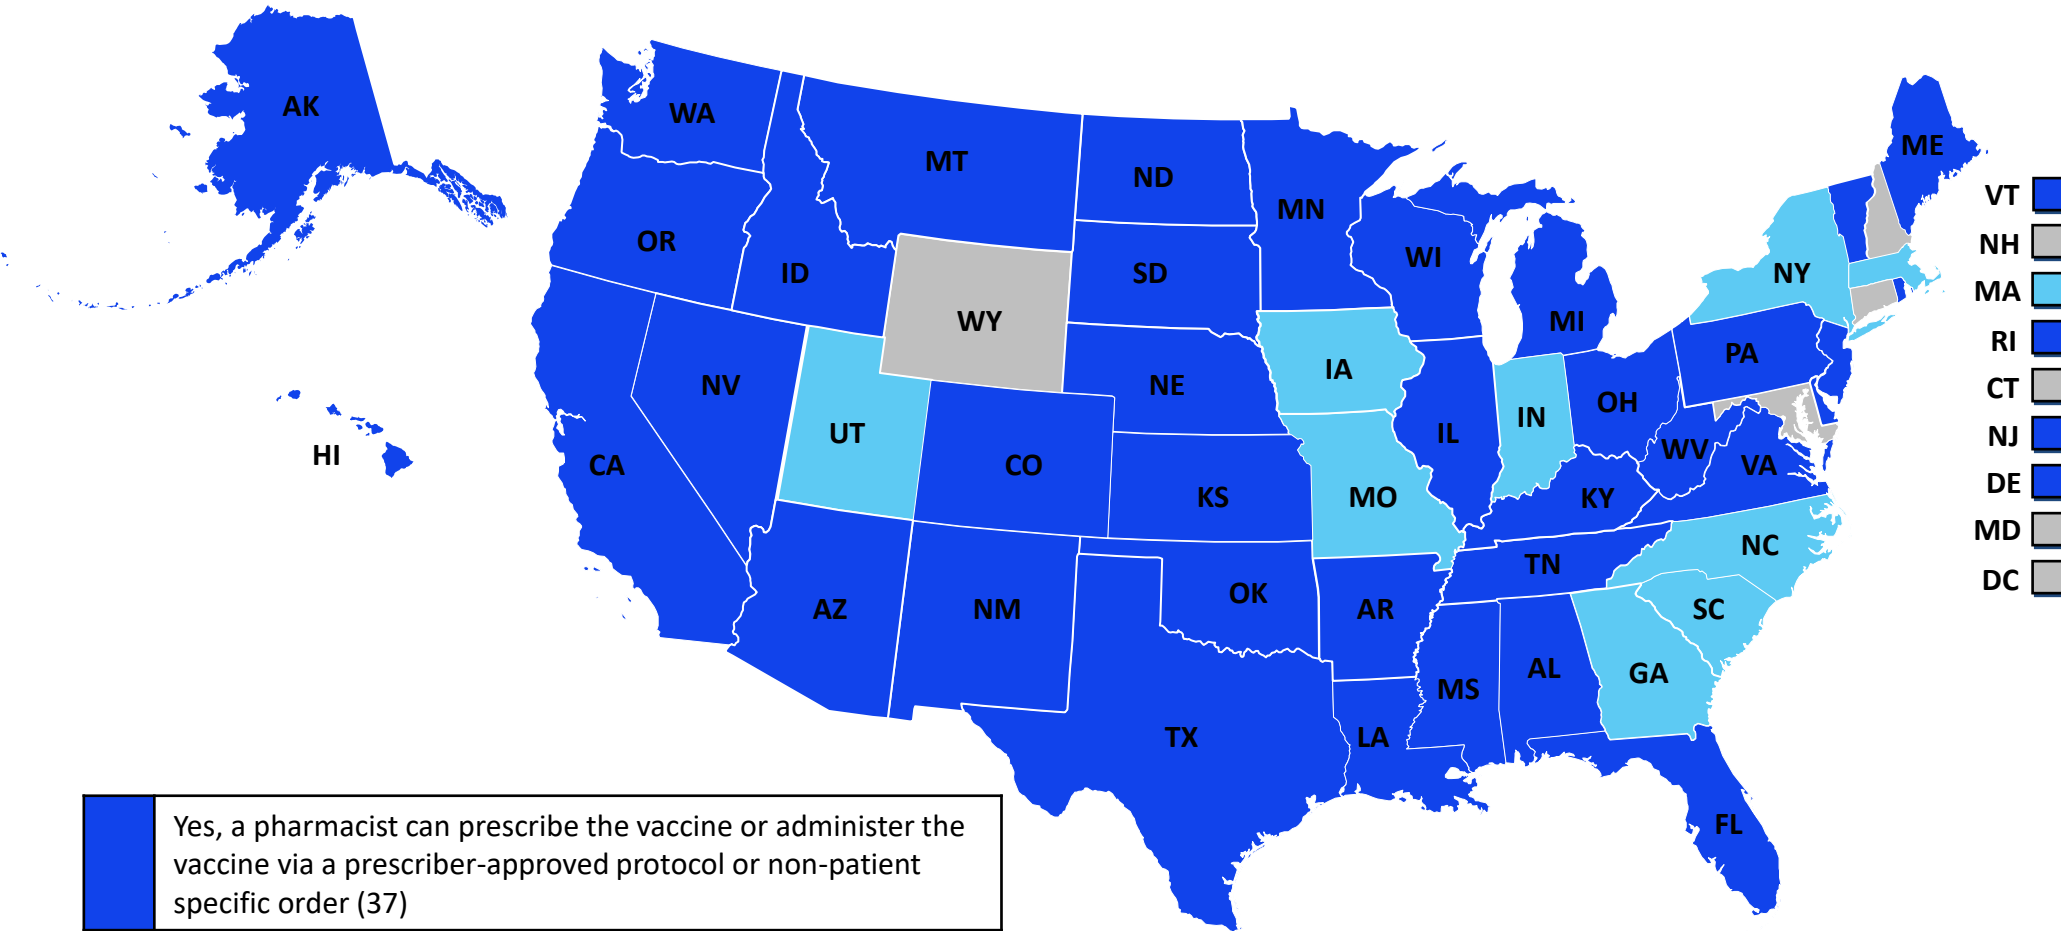 AK
WA
ME
MT
ND
VT
MN
NH
OR
WI
ID
SD
NY
MA
WY
MI
RI
PA
IA
NV
NE
CT
OH
IN
UT
IL
NJ
HI
CA
CO
WV
VA
DE
KS
MO
KY
MD
NC
TN
DC
OK
AZ
NM
AR
SC
AL
GA
MS
TX
LA
FL
Yes, a pharmacist can prescribe the vaccine or administer the
vaccine via a prescriber-approved protocol or non-patient
specific order (37)